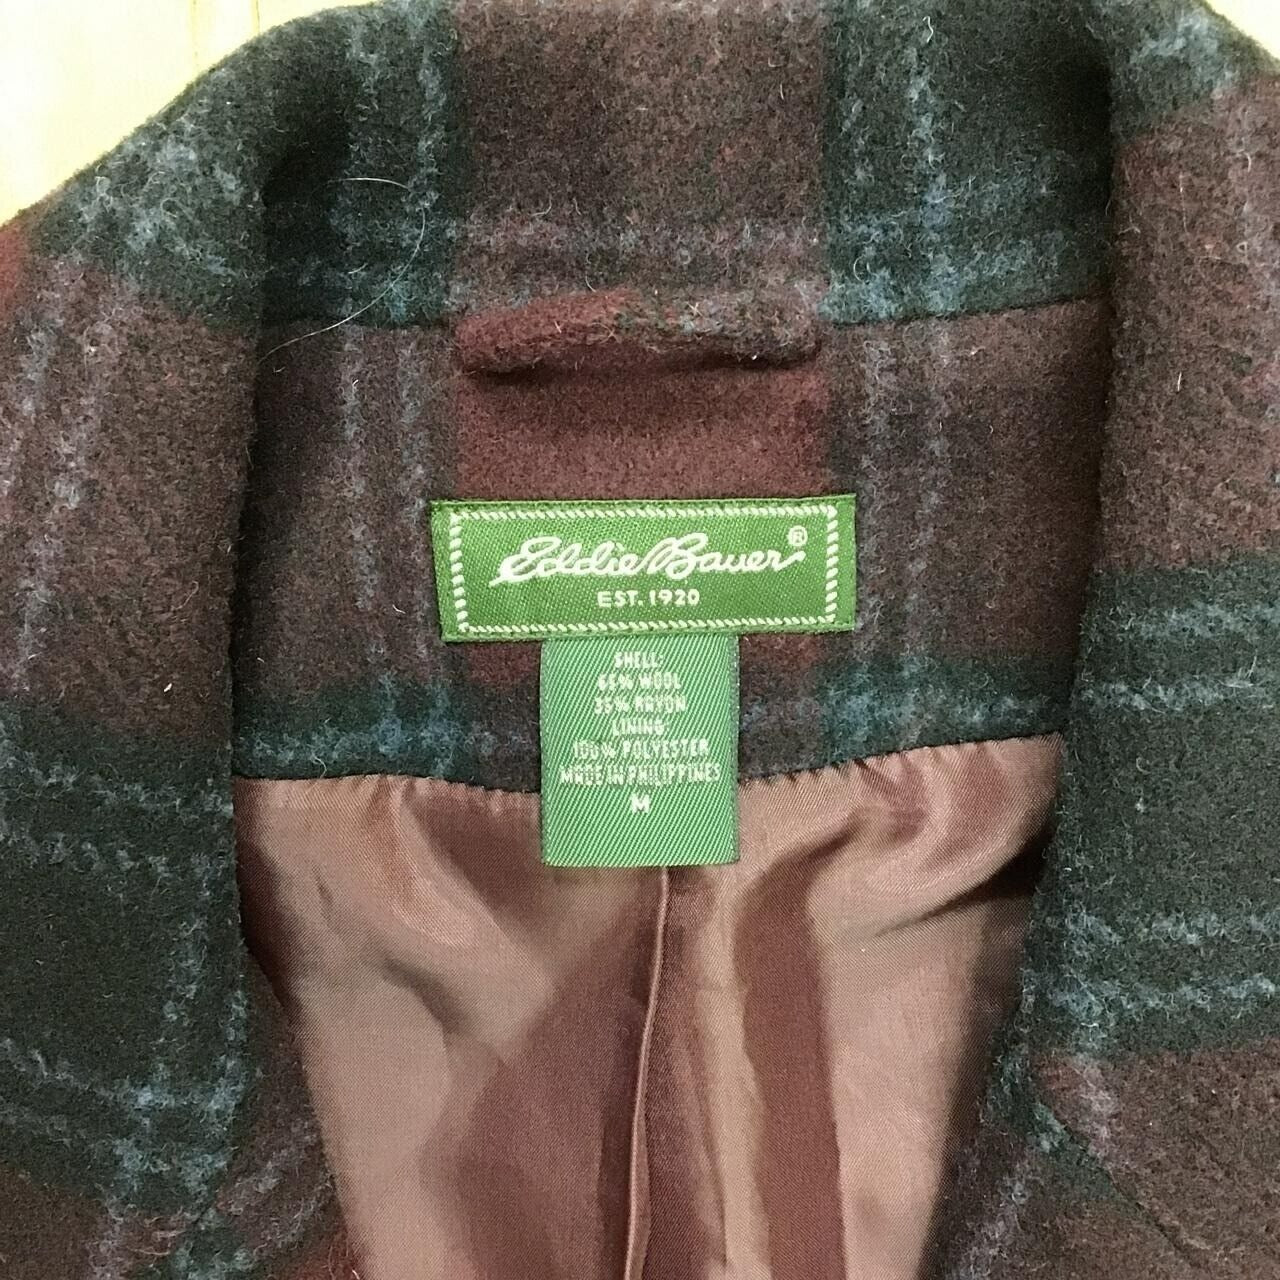 Eddie Bauer®
EST. 1920
SHELL:
65% WOOL
35% RAYON
LINING
100% POLYESTER
MADE IN PHILIPPINES
M